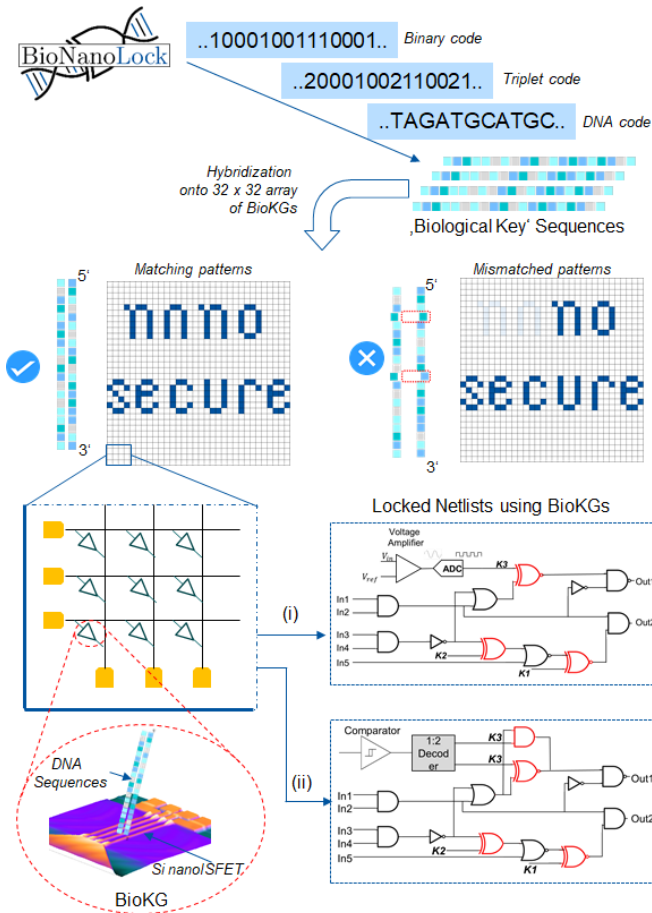 BioNanoLock
..10001001110001..
Binary code
..20001002110021..
Triplet code
..TAGATGCATGC..
DNA code
Hybridization
onto 32 x 32 array
of BioKGs
‚Biological Key‘ Sequences
Matching patterns
Mismatched patterns
5‘
3‘
nano
secure
5‘
3‘
nano
secure
Locked Netlists using BioKGs
(i)
Voltage
Amplifier
Vin
Vref
ADC
K3
In1
In2
In3
In4
In5
K2
K1
Out1
Out2
(ii)
Comparator
1:2
Decod
er
K3
K3
In1
In2
In3
In4
In5
K2
K1
Out1
Out2
DNA
Sequences
Si nanoISFET
BioKG